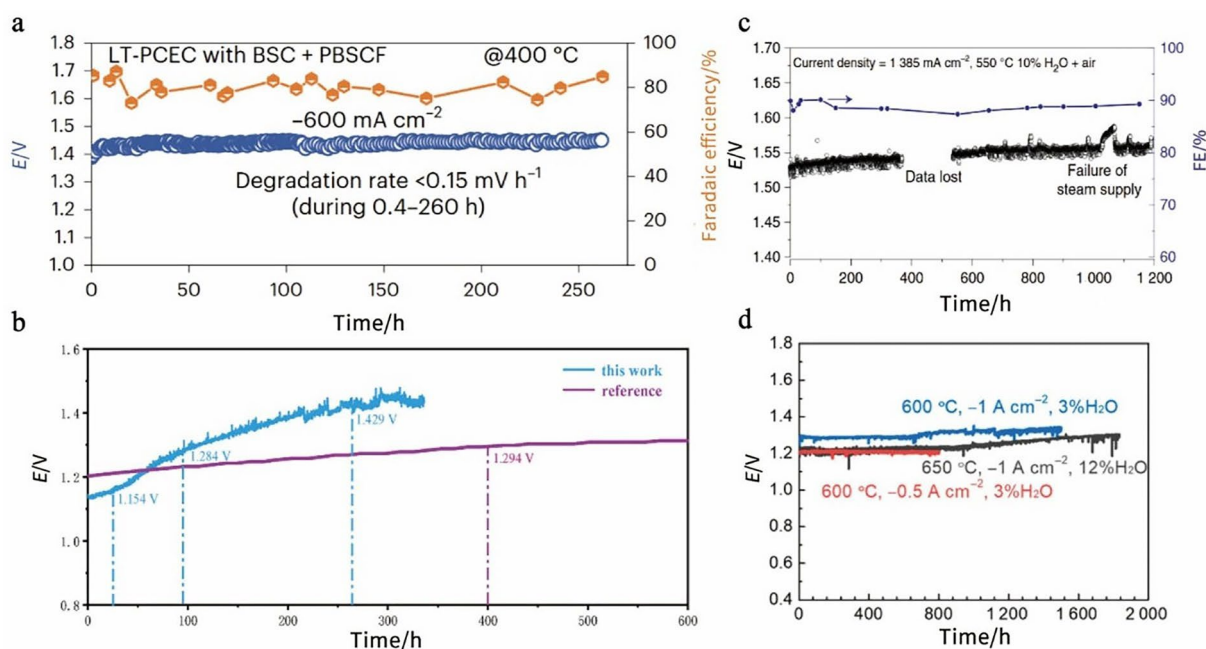 a
LT-PCEC with BSC + PBSCF
@400 °C
−600 mA cm⁻²
Degradation rate <0.15 mV h⁻¹
(during 0.4–260 h)
1.8
1.7
1.6
1.5
1.4
1.3
1.2
1.1
1.0
E/V
100
80
60
40
20
0
Faradaic efficiency/%
0 50 100 150 200 250
Time/h
c
Current density = 1 385 mA cm⁻², 550 °C 10% H₂O + air
Data lost
Failure of
steam supply
1.70
1.65
1.60
1.55
1.50
1.45
1.40
E/V
100
90
80
70
60
FE/%
0 200 400 600 800 1 000 1 200
Time/h
b
this work
reference
1.429 V
1.284 V
1.294 V
1.154 V
1.6
1.4
1.2
1.0
0.8
E/V
0 100 200 300 400 500 600
Time/h
d
600 °C, −1 A cm⁻², 3%H₂O
650 °C, −1 A cm⁻², 12%H₂O
600 °C, −0.5 A cm⁻², 3%H₂O
1.8
1.6
1.4
1.2
1.0
0.8
0.6
0.4
E/V
0 400 800 1 200 1 600 2 000
Time/h